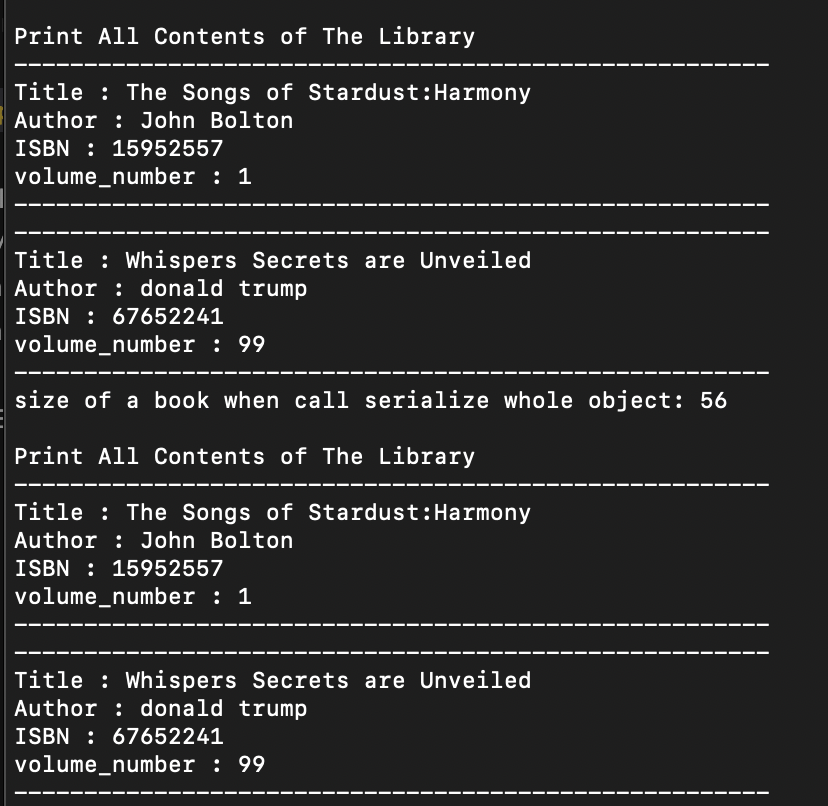 Print All Contents of The Library
------------------------------------------------------
Title : The Songs of Stardust:Harmony
Author : John Bolton
ISBN : 15952557
volume_number : 1
------------------------------------------------------
------------------------------------------------------
Title : Whispers Secrets are Unveiled
Author : donald trump
ISBN : 67652241
volume_number : 99
------------------------------------------------------
size of a book when call serialize whole object: 56
Print All Contents of The Library
------------------------------------------------------
Title : The Songs of Stardust:Harmony
Author : John Bolton
ISBN : 15952557
volume_number : 1
------------------------------------------------------
------------------------------------------------------
Title : Whispers Secrets are Unveiled
Author : donald trump
ISBN : 67652241
volume_number : 99
------------------------------------------------------